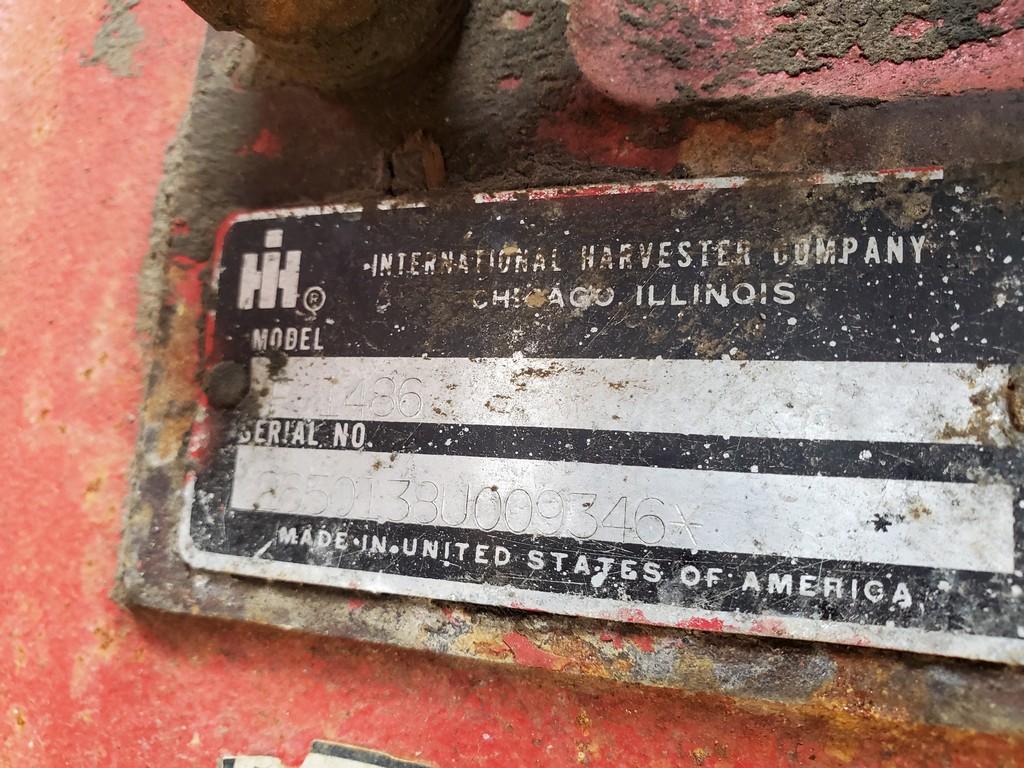 IH ®
INTERNATIONAL HARVESTER COMPANY
CHICAGO ILLINOIS
MODEL
1486
SERIAL NO.
2650138U009346*
MADE IN UNITED STATES OF AMERICA